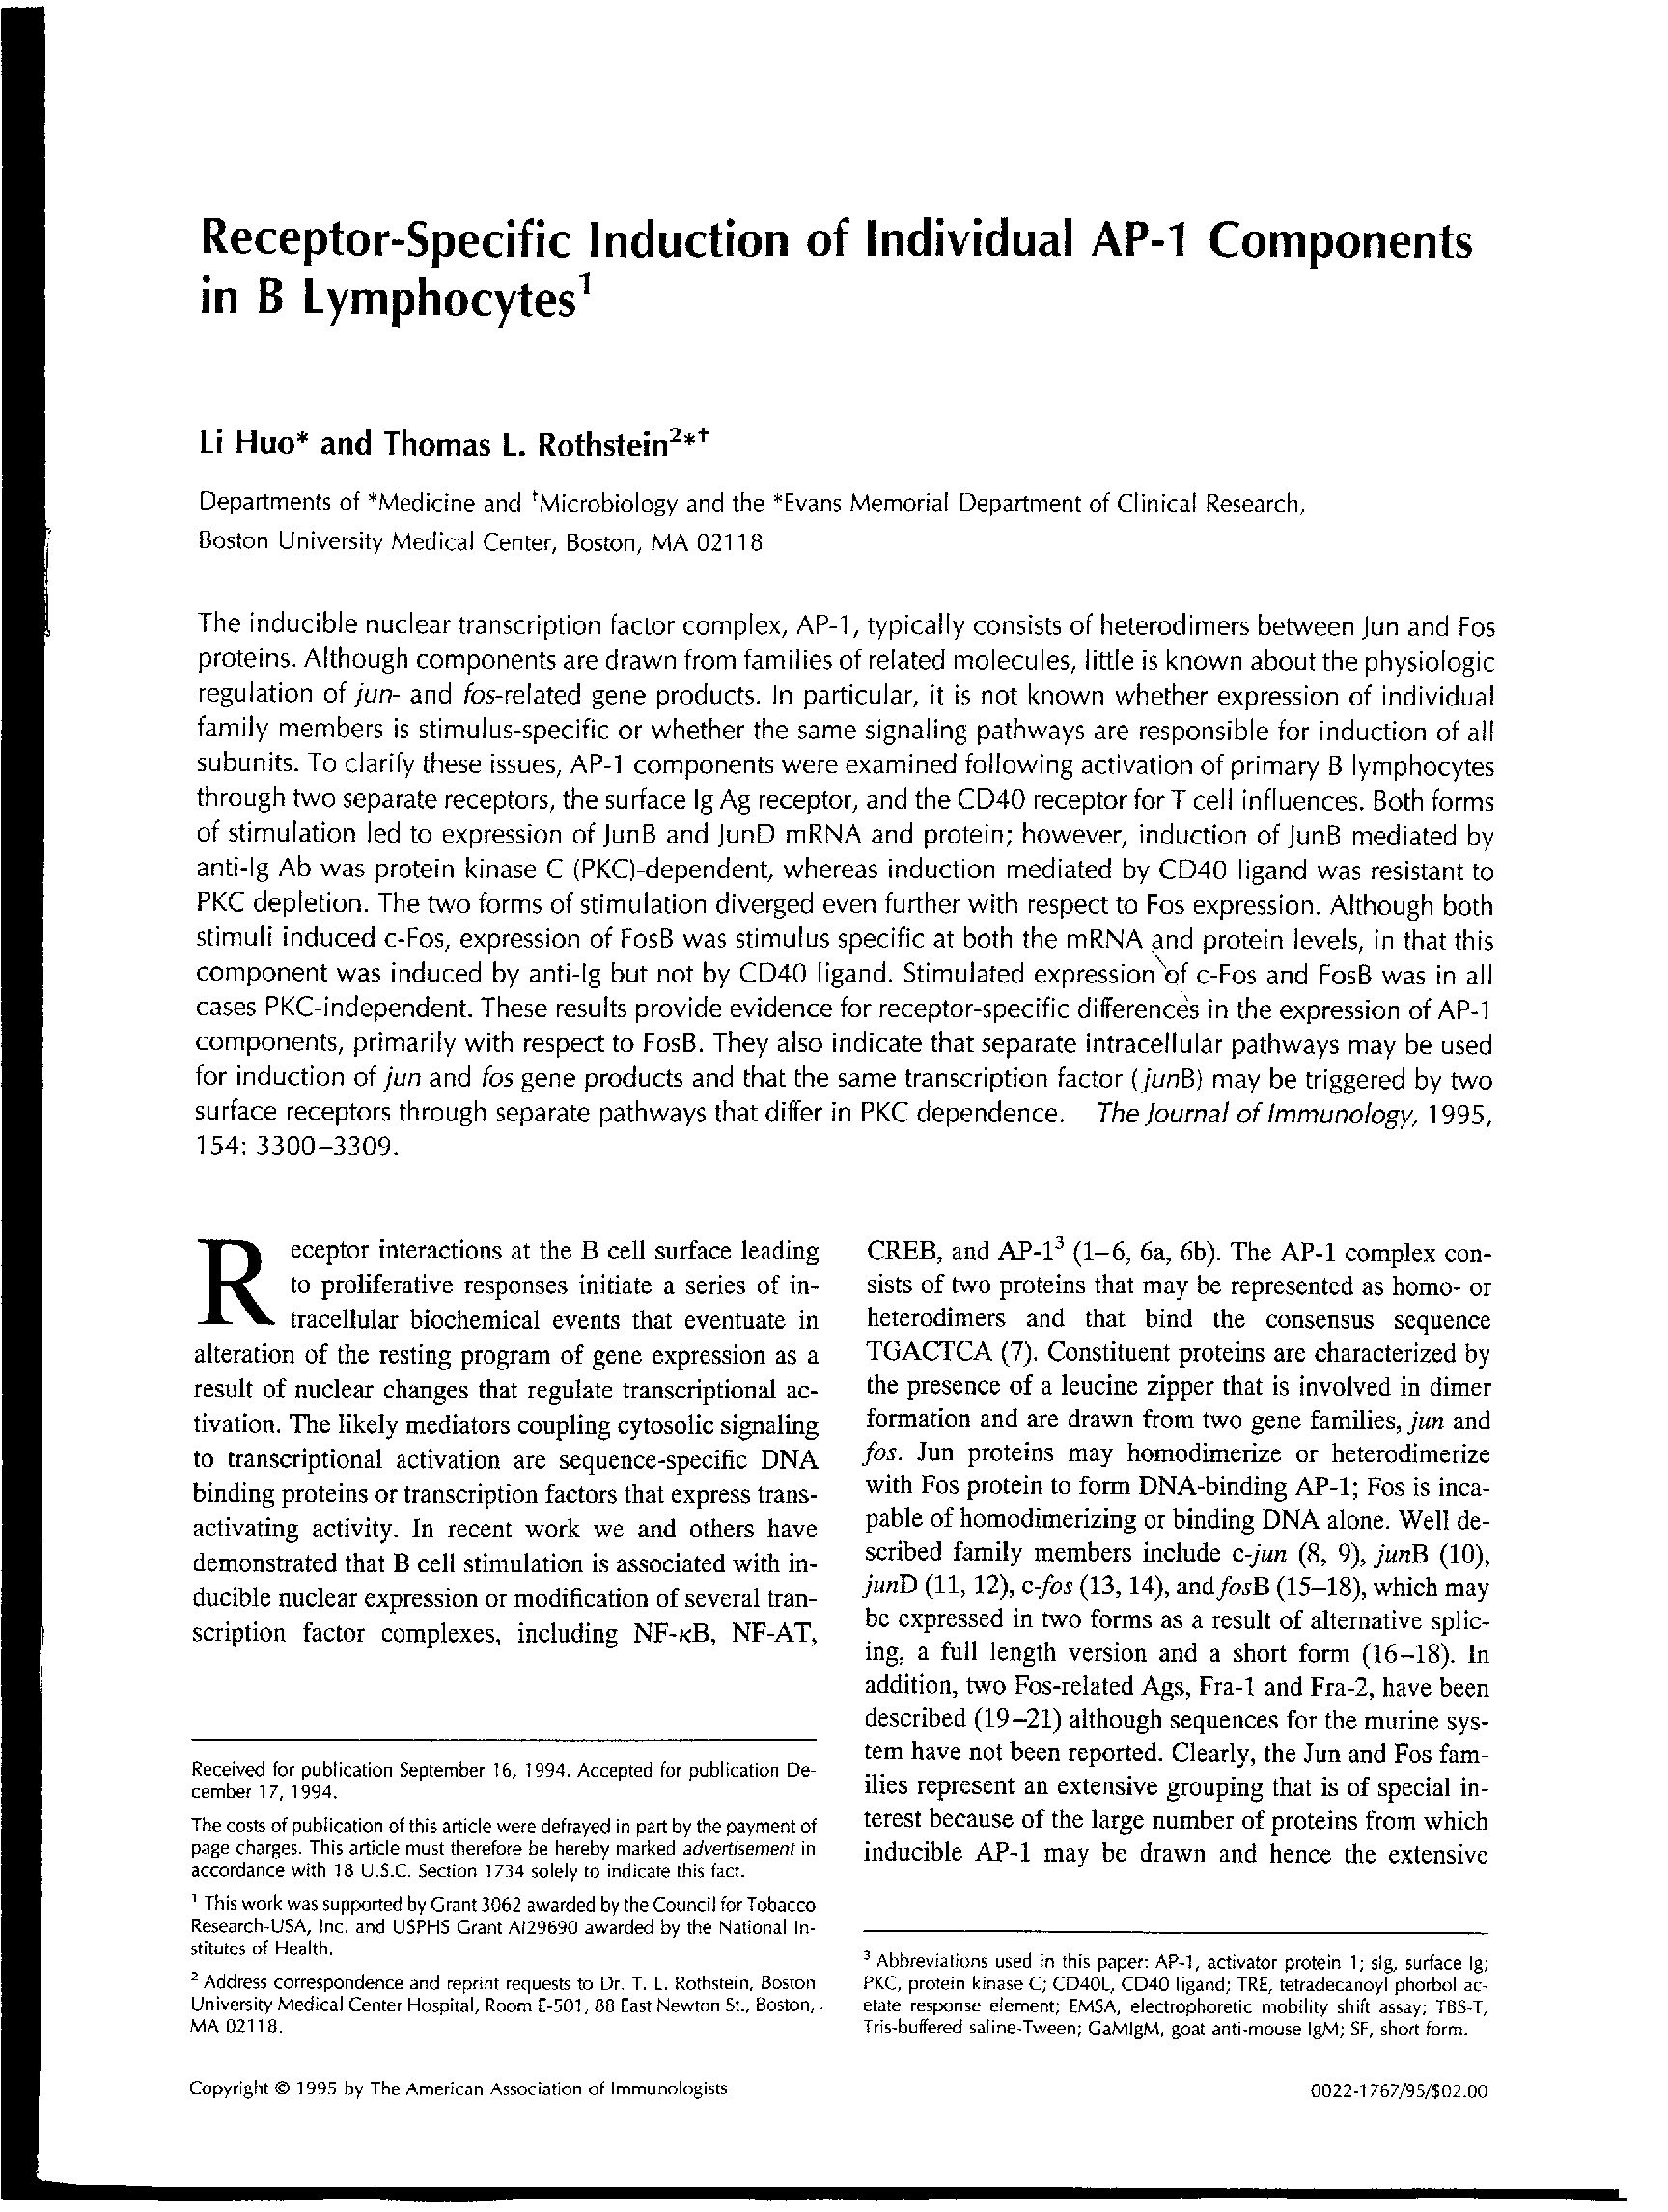 Receptor-Specific Induction of Individual AP-1 Components
in B Lymphocytes¹
Li Huo* and Thomas L. Rothstein²*†
Departments of *Medicine and †Microbiology and the *Evans Memorial Department of Clinical Research,
Boston University Medical Center, Boston, MA 02118
The inducible nuclear transcription factor complex, AP-1, typically consists of heterodimers between Jun and Fos
proteins. Although components are drawn from families of related molecules, little is known about the physiologic
regulation of jun- and fos-related gene products. In particular, it is not known whether expression of individual
family members is stimulus-specific or whether the same signaling pathways are responsible for induction of all
subunits. To clarify these issues, AP-1 components were examined following activation of primary B lymphocytes
through two separate receptors, the surface Ig Ag receptor, and the CD40 receptor for T cell influences. Both forms
of stimulation led to expression of JunB and JunD mRNA and protein; however, induction of JunB mediated by
anti-Ig Ab was protein kinase C (PKC)-dependent, whereas induction mediated by CD40 ligand was resistant to
PKC depletion. The two forms of stimulation diverged even further with respect to Fos expression. Although both
stimuli induced c-Fos, expression of FosB was stimulus specific at both the mRNA and protein levels, in that this
component was induced by anti-Ig but not by CD40 ligand. Stimulated expression of c-Fos and FosB was in all
cases PKC-independent. These results provide evidence for receptor-specific differences in the expression of AP-1
components, primarily with respect to FosB. They also indicate that separate intracellular pathways may be used
for induction of jun and fos gene products and that the same transcription factor (junB) may be triggered by two
surface receptors through separate pathways that differ in PKC dependence. The Journal of Immunology, 1995,
154: 3300–3309.
Receptor interactions at the B cell surface leading
to proliferative responses initiate a series of in-
tracellular biochemical events that eventuate in
alteration of the resting program of gene expression as a
result of nuclear changes that regulate transcriptional ac-
tivation. The likely mediators coupling cytosolic signaling
to transcriptional activation are sequence-specific DNA
binding proteins or transcription factors that express trans-
activating activity. In recent work we and others have
demonstrated that B cell stimulation is associated with in-
ducible nuclear expression or modification of several tran-
scription factor complexes, including NF-κB, NF-AT,
Received for publication September 16, 1994. Accepted for publication De-
cember 17, 1994.
The costs of publication of this article were defrayed in part by the payment of
page charges. This article must therefore be hereby marked advertisement in
accordance with 18 U.S.C. Section 1734 solely to indicate this fact.
¹ This work was supported by Grant 3062 awarded by the Council for Tobacco
Research-USA, Inc. and USPHS Grant AI29690 awarded by the National In-
stitutes of Health.
² Address correspondence and reprint requests to Dr. T. L. Rothstein, Boston
University Medical Center Hospital, Room E-501, 88 East Newton St., Boston,
MA 02118.
CREB, and AP-1³ (1–6, 6a, 6b). The AP-1 complex con-
sists of two proteins that may be represented as homo- or
heterodimers and that bind the consensus sequence
TGACTCA (7). Constituent proteins are characterized by
the presence of a leucine zipper that is involved in dimer
formation and are drawn from two gene families, jun and
fos. Jun proteins may homodimerize or heterodimerize
with Fos protein to form DNA-binding AP-1; Fos is inca-
pable of homodimerizing or binding DNA alone. Well de-
scribed family members include c-jun (8, 9), junB (10),
junD (11, 12), c-fos (13, 14), and fosB (15–18), which may
be expressed in two forms as a result of alternative splic-
ing, a full length version and a short form (16–18). In
addition, two Fos-related Ags, Fra-1 and Fra-2, have been
described (19–21) although sequences for the murine sys-
tem have not been reported. Clearly, the Jun and Fos fam-
ilies represent an extensive grouping that is of special in-
terest because of the large number of proteins from which
inducible AP-1 may be drawn and hence the extensive
³ Abbreviations used in this paper: AP-1, activator protein 1; sIg, surface Ig;
PKC, protein kinase C; CD40L, CD40 ligand; TRE, tetradecanoyl phorbol ac-
etate response element; EMSA, electrophoretic mobility shift assay; TBS-T,
Tris-buffered saline-Tween; GaMIgM, goat anti-mouse IgM; SF, short form.
Copyright © 1995 by The American Association of Immunologists
0022-1767/95/$02.00